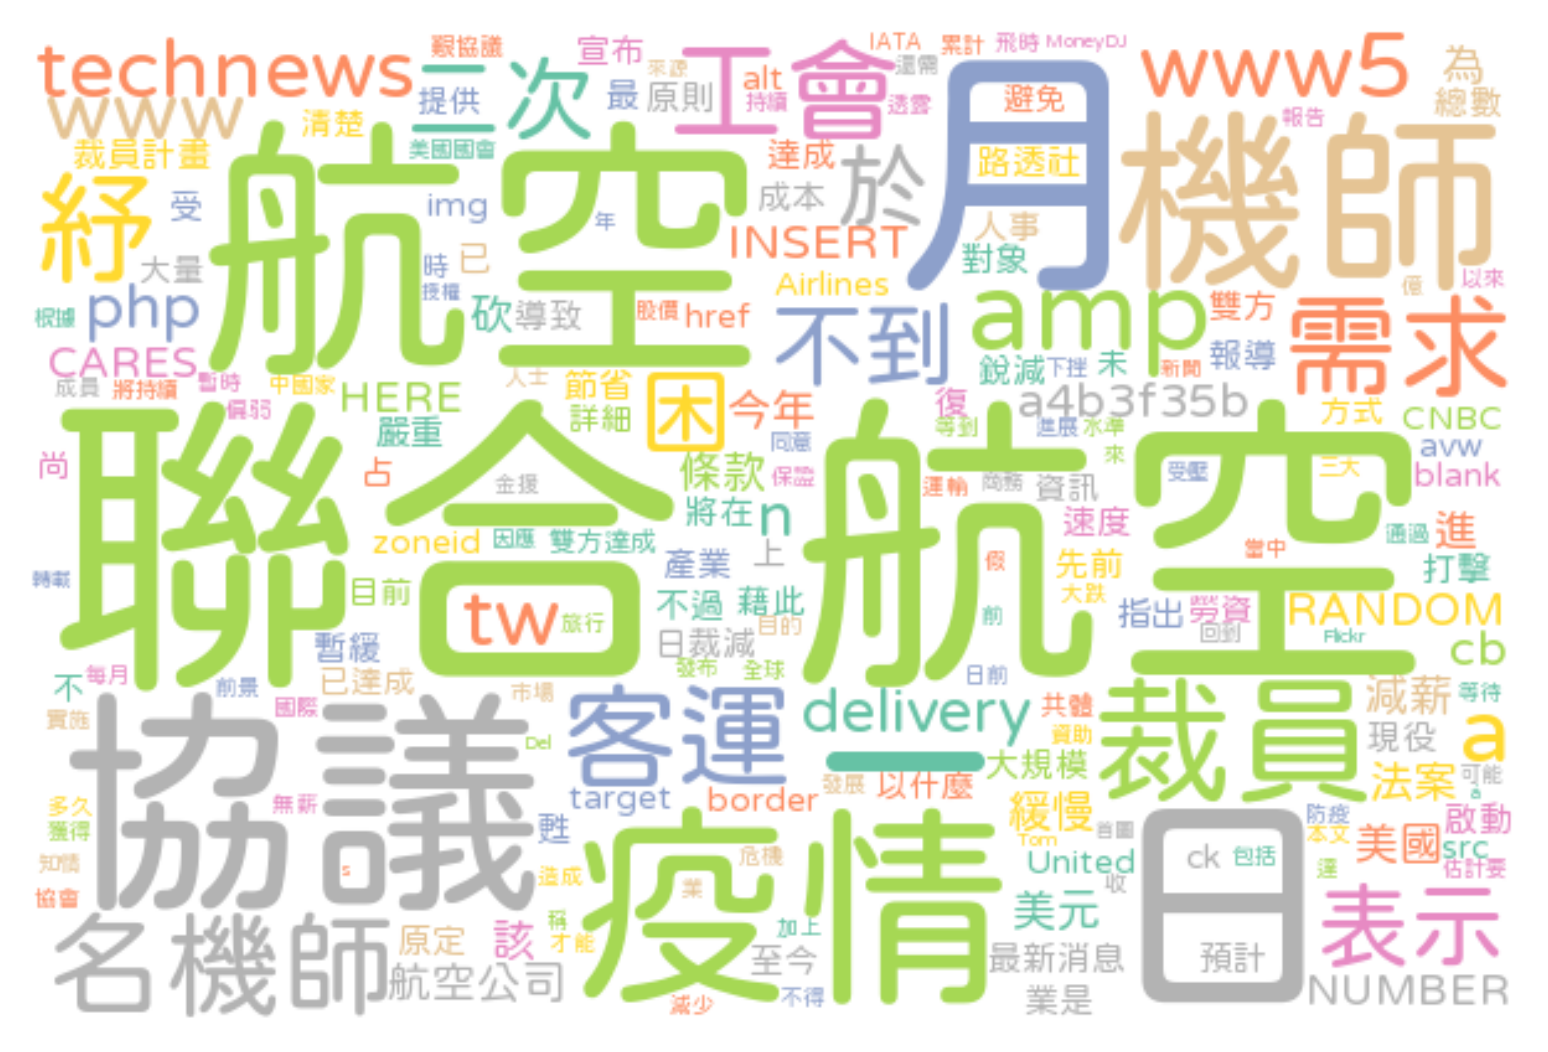 technews
www
艱協議
提供
二次
宣布
來源
最
原則
工會
alt
持續
IATA
還需
透露
累計
飛時
MoneyDJ
月
避免
路透社
www5
為
總數
報告
機師
裁員計畫
清楚
美國國會
達成
成本
於
紓
受
航空
img
年
INSERT
人事
對象
大量
時
已
授權
Airlines
億
以來
根據
php
砍
導致
股價
href
不到
amp
雙方
需求
CARES
成員
將持續
暫時
偏弱
中國家
HERE
人士
節省
詳細
困
今年
銳減
下挫
未
新聞
報導
復
a4b3f35b
方式
CNBC
嚴重
同意
等到
進展
水準
來
avw
blank
尚
聯合航空
占
金援
條款
保證
運輸
商務
資訊
受壓
三大
將在
n
速度
當中
通過
進
zoneid
因應
雙方達成
產業
上
假
先前
打擊
轉載
目前
tw
旅行
不過
藉此
大跌
前
指出
勞資
回到
RANDOM
Flickr
cb
暫緩
日裁減
目的
不
每月
前景
已達成
市場
發布
全球
日前
實施
國際
協議
Del
客運
delivery
共體
資助
裁員
減薪
等待
現役
a
一
大規模
target
border
發展
以什麼
法案
可能
a
多久
獲得
無薪
甦
緩慢
Tom
首圖
防疫
本文
啟動
知情
s
疫情
危機
業
United
收
日
ck
包括
美國
src
達
估計要
協會
造成
美元
表示
名機師
原定
該
稱
才能
加上
至今
最新消息
預計
航空公司
減少
不得
業是
NUMBER